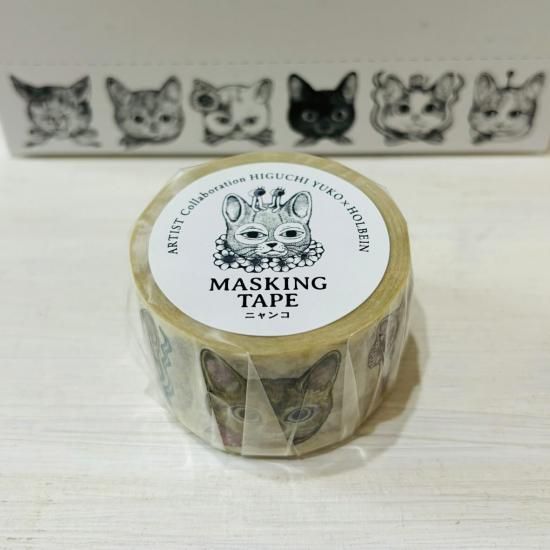 ARTIST Collaboration HIGUCHI YUKO×HOLBEIN
MASKING
TAPE
ニャンコ